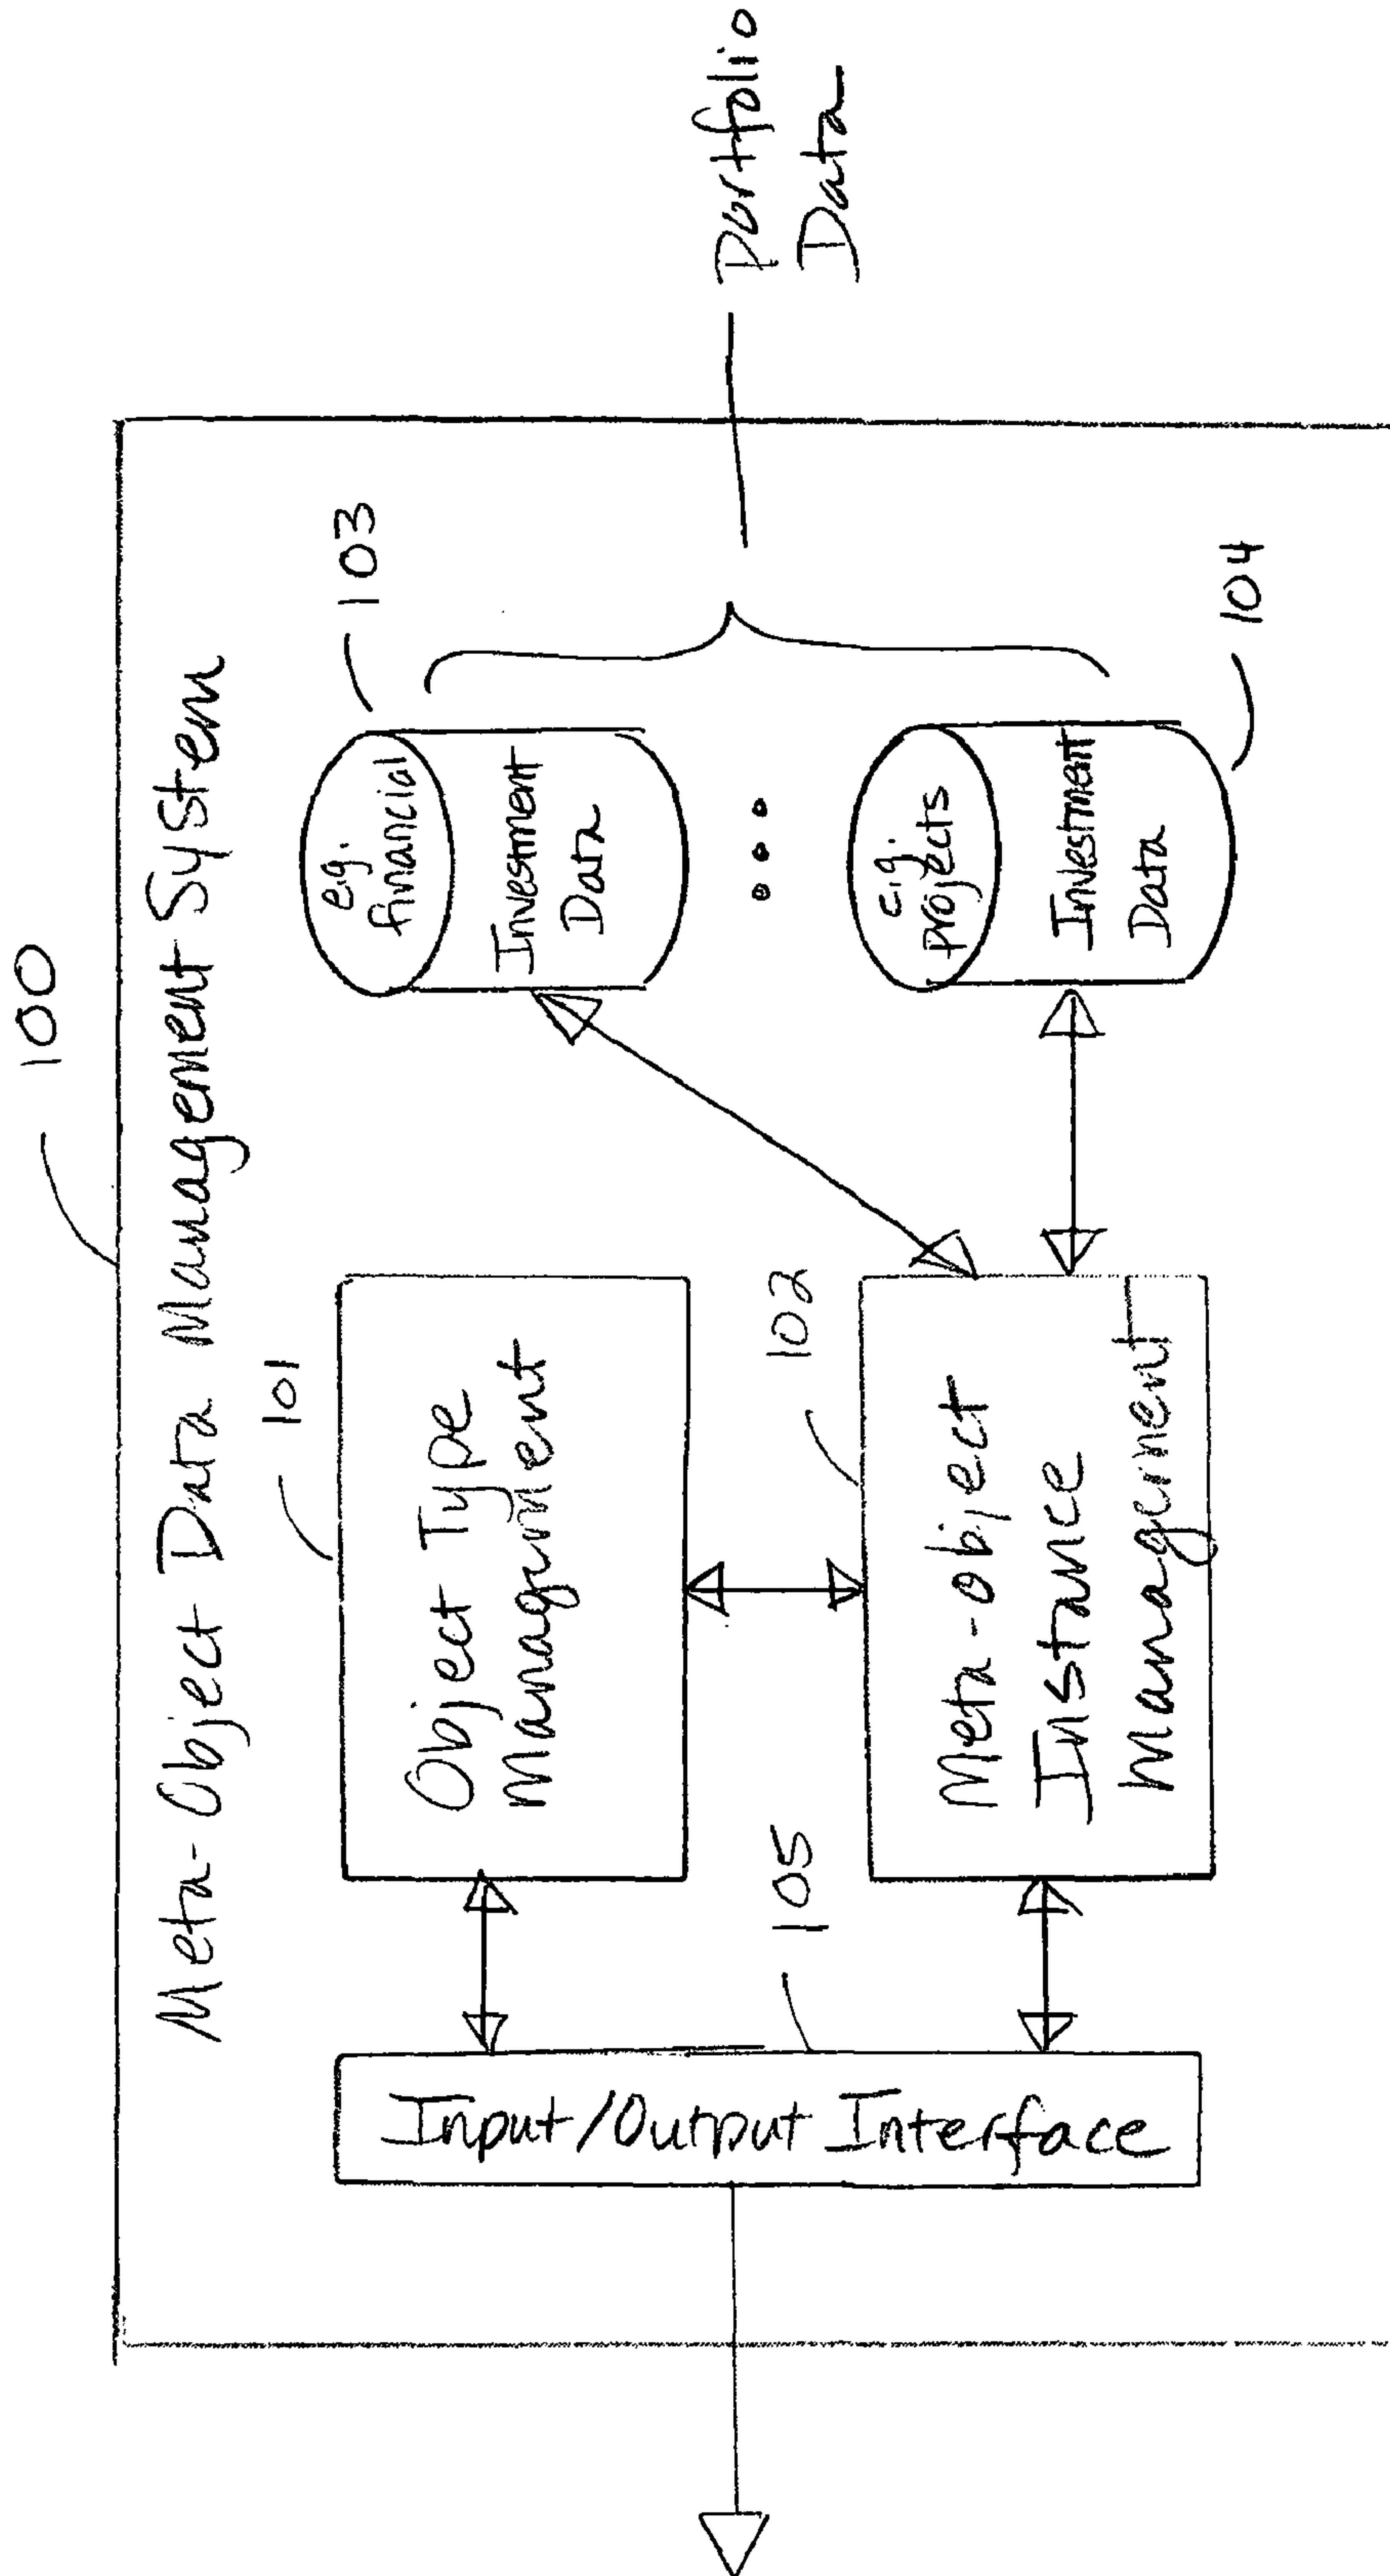 100
Meta-Object Data Management System
101
Object Type
Management
103
e.g.
financial
Investment
Data
Portfolio
Data
105
102
Input/Output Interface
Meta-object
Instance
Management
e.g.
projects
Investment
Data
104